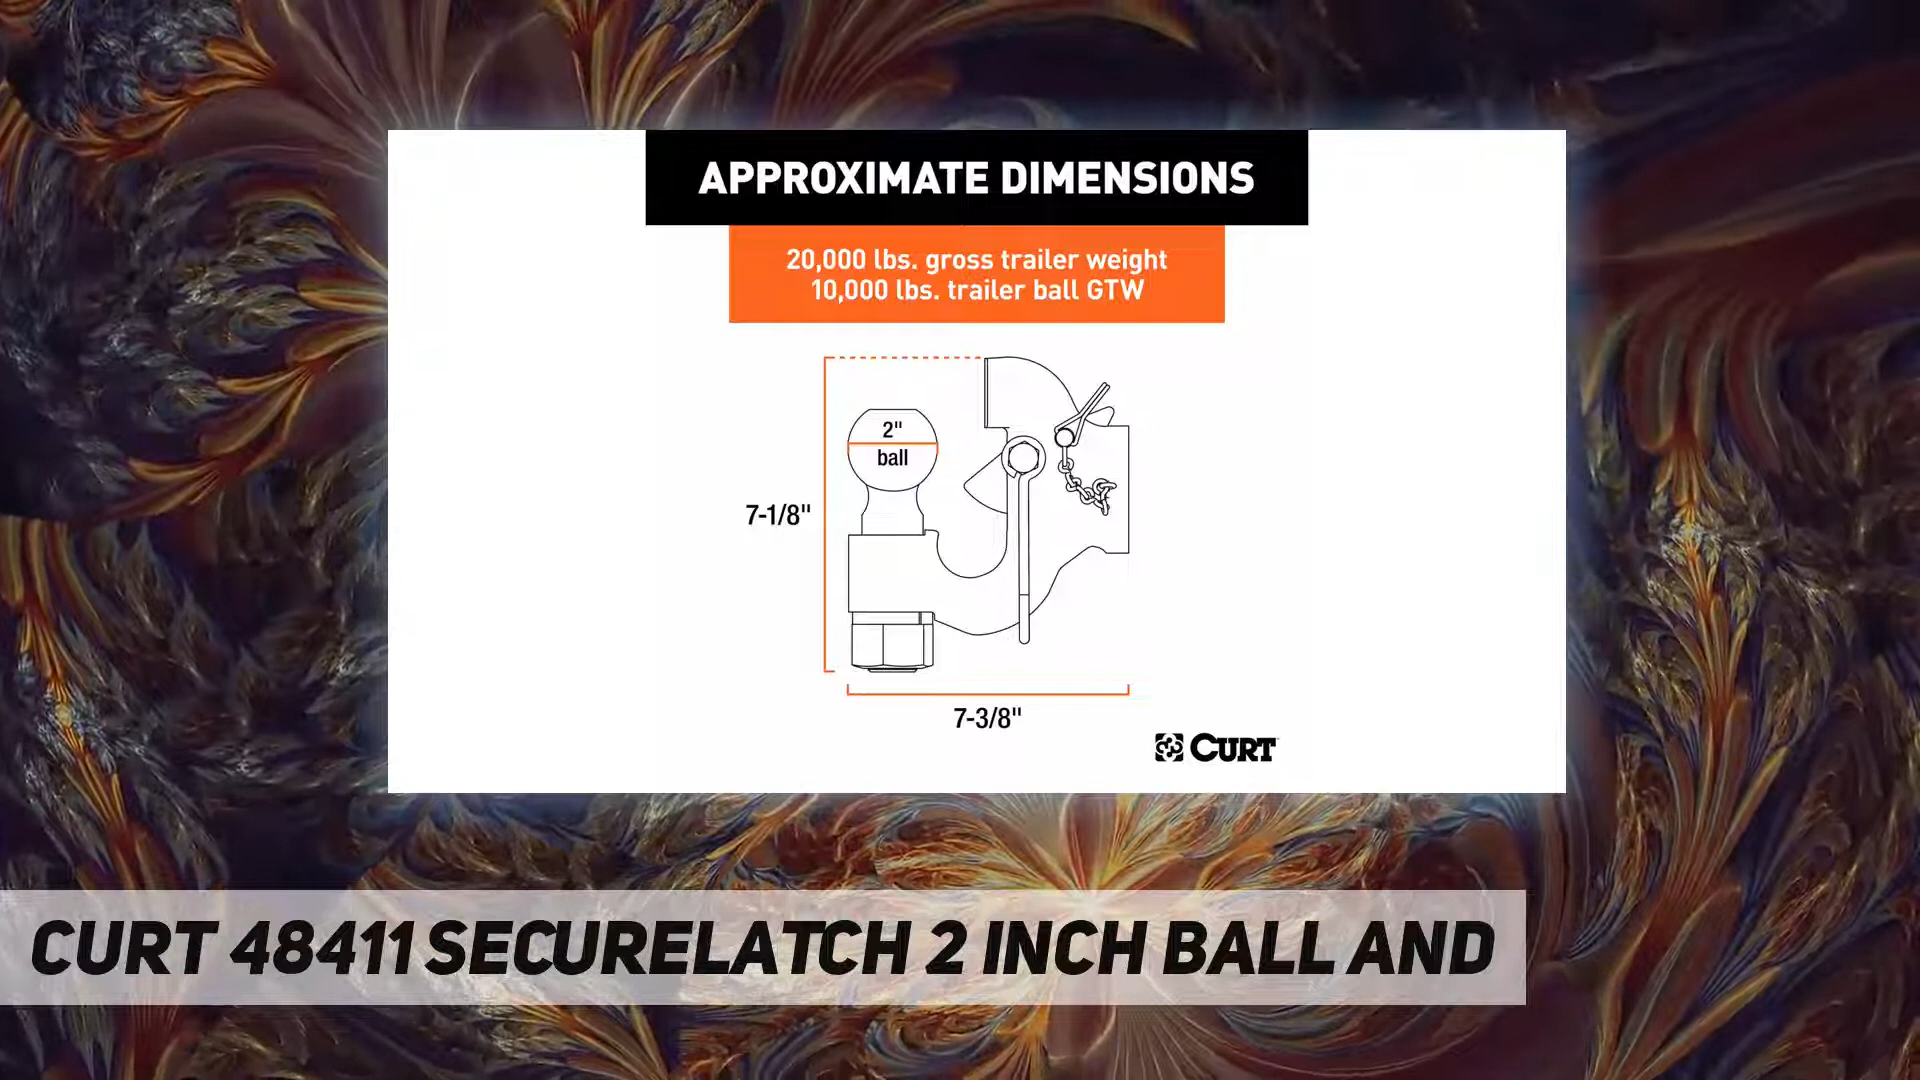 APPROXIMATE DIMENSIONS
20,000 lbs. gross trailer weight
10,000 lbs. trailer ball GTW
2"
ball
7-1/8"
7-3/8"
CURT
CURT 48411 SECURELATCH 2 INCH BALL AND